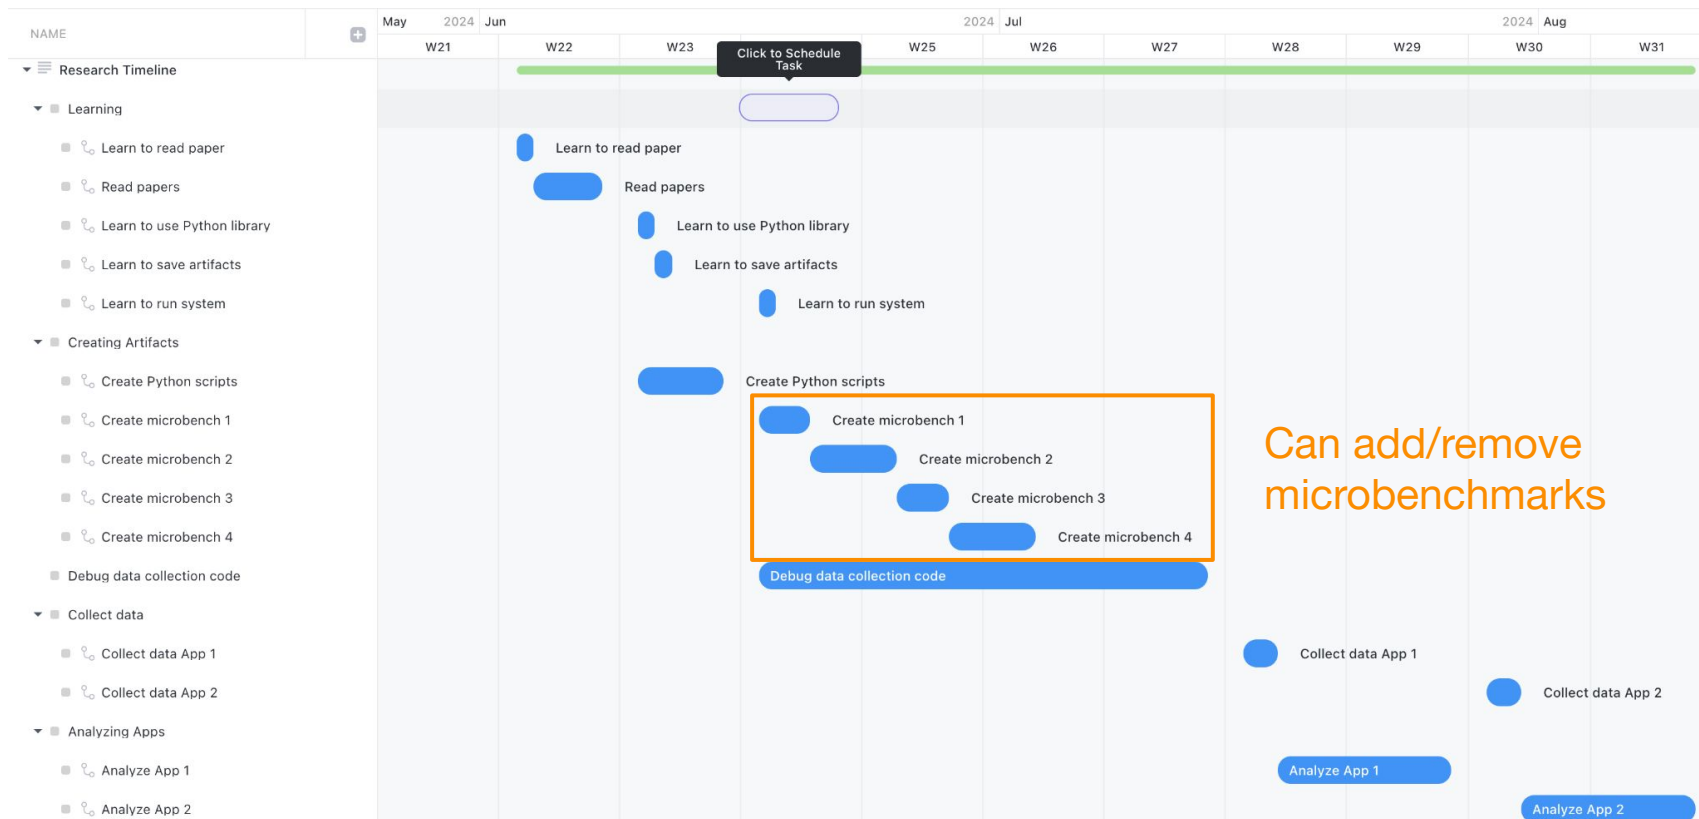 May 2024 Jun 2024 Jul 2024 Aug
NAME
W21 W22 W23 W25 W26 W27 W28 W29 W30 W31
Click to Schedule
Task
Research Timeline
Learning
Learn to read paper Learn to read paper
Read papers Read papers
Learn to use Python library Learn to use Python library
Learn to save artifacts Learn to save artifacts
Learn to run system Learn to run system
Creating Artifacts
Create Python scripts Create Python scripts
Create microbench 1 Create microbench 1
Can add/remove
microbenchmarks
Create microbench 2 Create microbench 2
Create microbench 3 Create microbench 3
Create microbench 4 Create microbench 4
Debug data collection code Debug data collection code
Collect data
Collect data App 1 Collect data App 1
Collect data App 2 Collect data App 2
Analyzing Apps
Analyze App 1 Analyze App 1
Analyze App 2 Analyze App 2